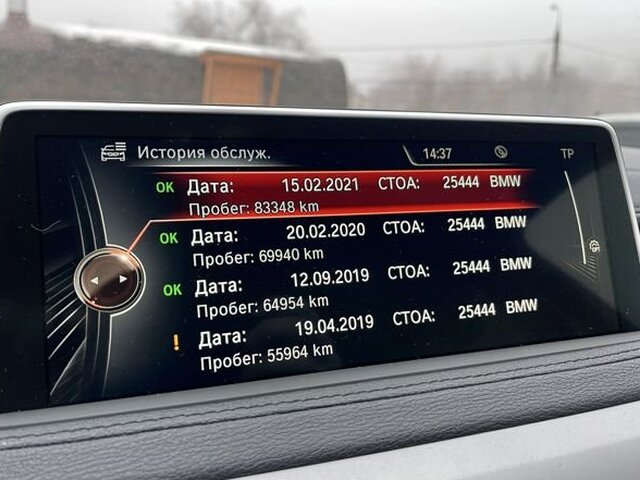 История обслуж. 14:37 TP
OK Дата: 15.02.2021 СТОА: 25444 BMW
Пробег: 83348 km
OK Дата: 20.02.2020 СТОА: 25444 BMW
Пробег: 69940 km
OK Дата: 12.09.2019 СТОА: 25444 BMW
Пробег: 64954 km
! Дата: 19.04.2019 СТОА: 25444 BMW
Пробег: 55964 km